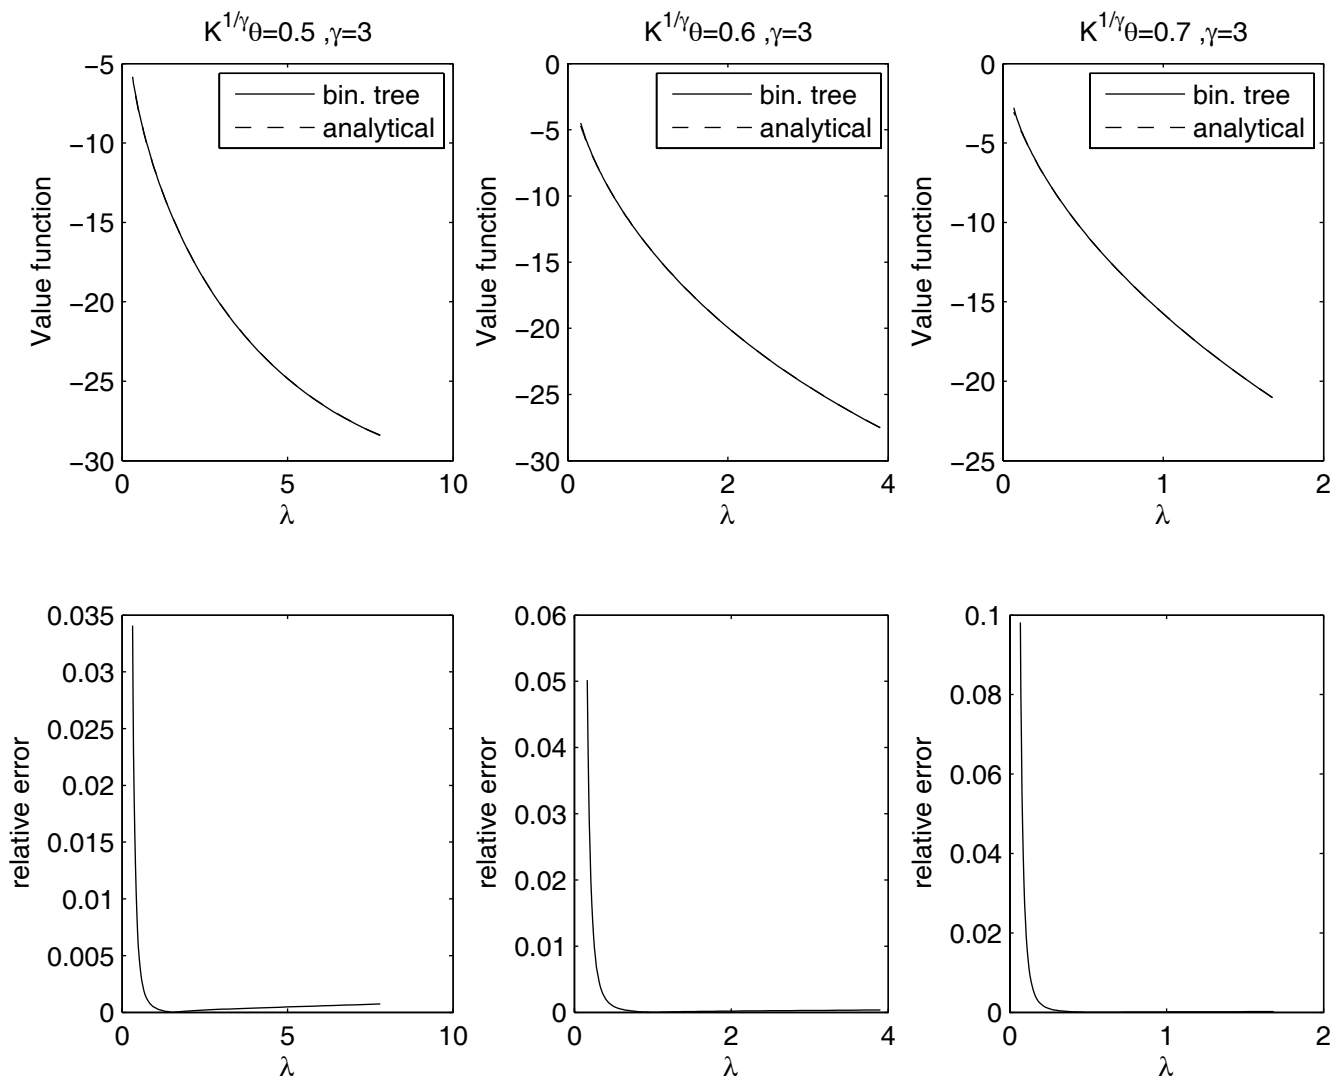 K^{1/γ}θ=0.5 ,γ=3
−5
−10
−15
−20
−25
−30
Value function
0
5
10
λ
bin. tree
analytical
K^{1/γ}θ=0.6 ,γ=3
0
−5
−10
−15
−20
−25
−30
Value function
0
2
4
λ
bin. tree
analytical
K^{1/γ}θ=0.7 ,γ=3
0
−5
−10
−15
−20
−25
Value function
0
1
2
λ
bin. tree
analytical
0.035
0.03
0.025
0.02
0.015
0.01
0.005
0
relative error
0
5
10
λ
0.06
0.05
0.04
0.03
0.02
0.01
0
relative error
0
2
4
λ
0.1
0.08
0.06
0.04
0.02
0
relative error
0
1
2
λ